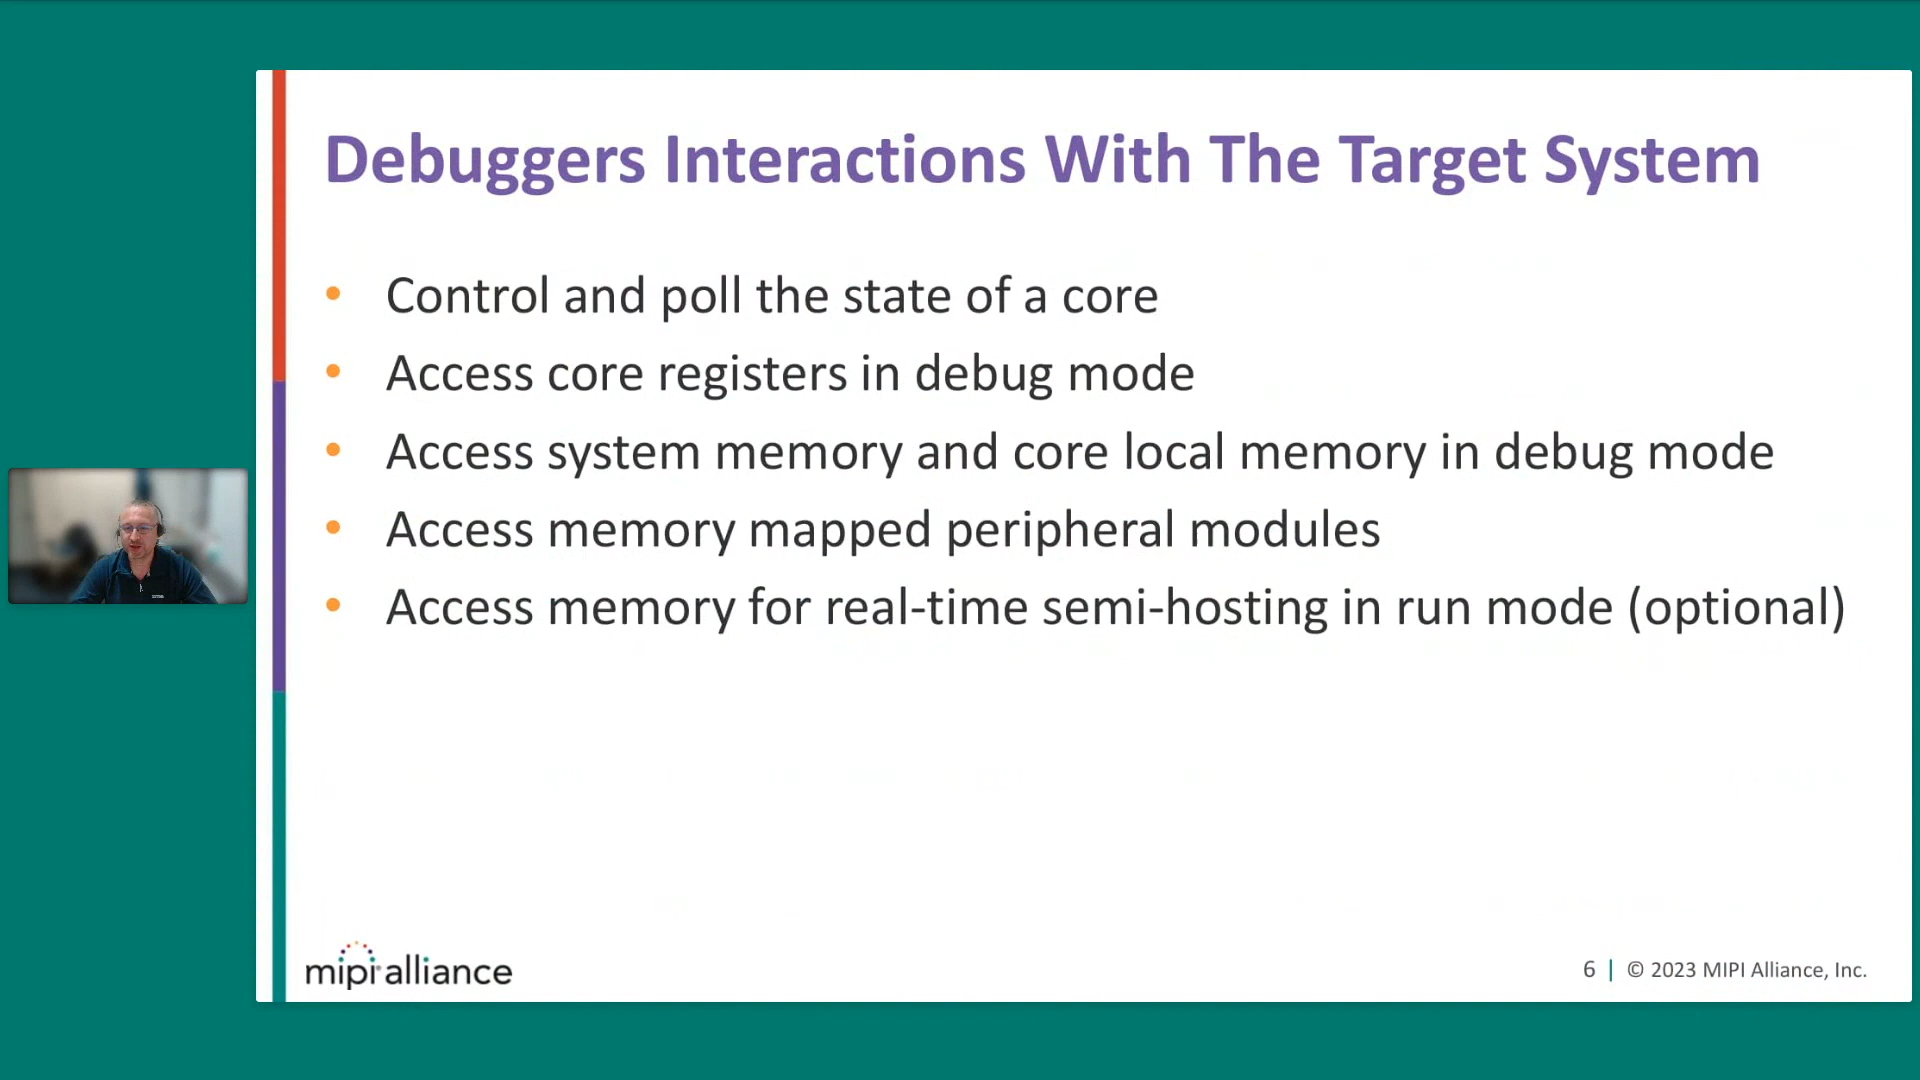 Debuggers Interactions With The Target System
• Control and poll the state of a core
• Access core registers in debug mode
• Access system memory and core local memory in debug mode
• Access memory mapped peripheral modules
• Access memory for real-time semi-hosting in run mode (optional)
mipi alliance
6 | © 2023 MIPI Alliance, Inc.